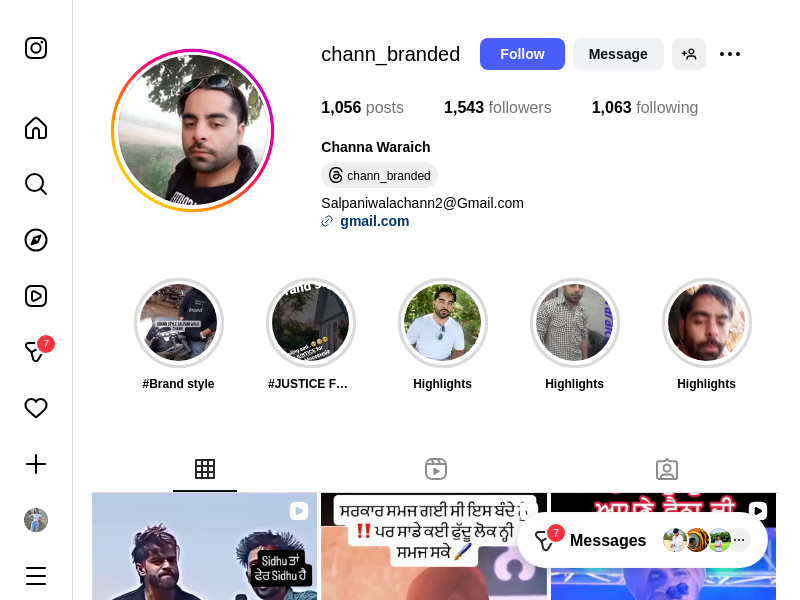 chann_branded
Follow
Message
1,056 posts
1,543 followers
1,063 following
Channa Waraich
chann_branded
Salpaniwalachann2@Gmail.com
gmail.com
#Brand style
#JUSTICE F…
Highlights
Highlights
Highlights
7
Sidhu ਤਾਂ
ਫੇਰ Sidhu ਹੈ
ਸਰਕਾਰ ਸਮਜ ਗਈ ਸੀ ਇਸ ਬੰਦੇ ਨੂੰ
‼️ ਪਰ ਸਾਡੇ ਕਈ ਫੁੱਦੂ ਲੋਕ ਨੀ
ਸਮਜ ਸਕੇ 🖊️
7
Messages